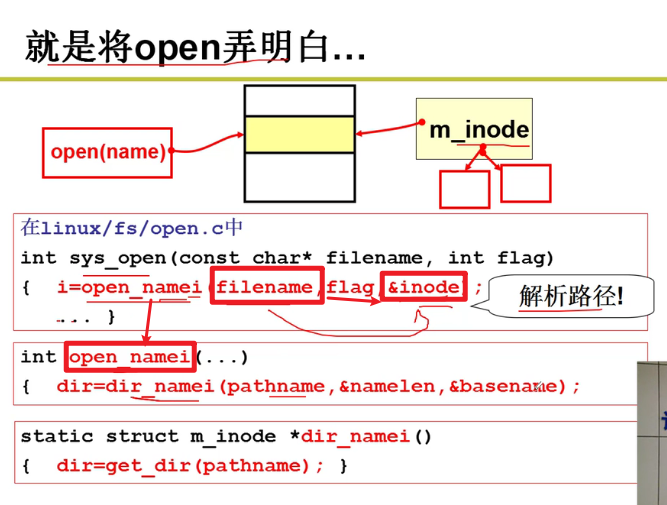 就是将open弄明白…
open(name)
m_inode
在linux/fs/open.c中
int sys_open(const char* filename, int flag)
{ i=open_namei(filename,flag,&inode);
... }
解析路径!
int open_namei(...)
{ dir=dir_namei(pathname,&namelen,&basename);
static struct m_inode *dir_namei()
{ dir=get_dir(pathname); }